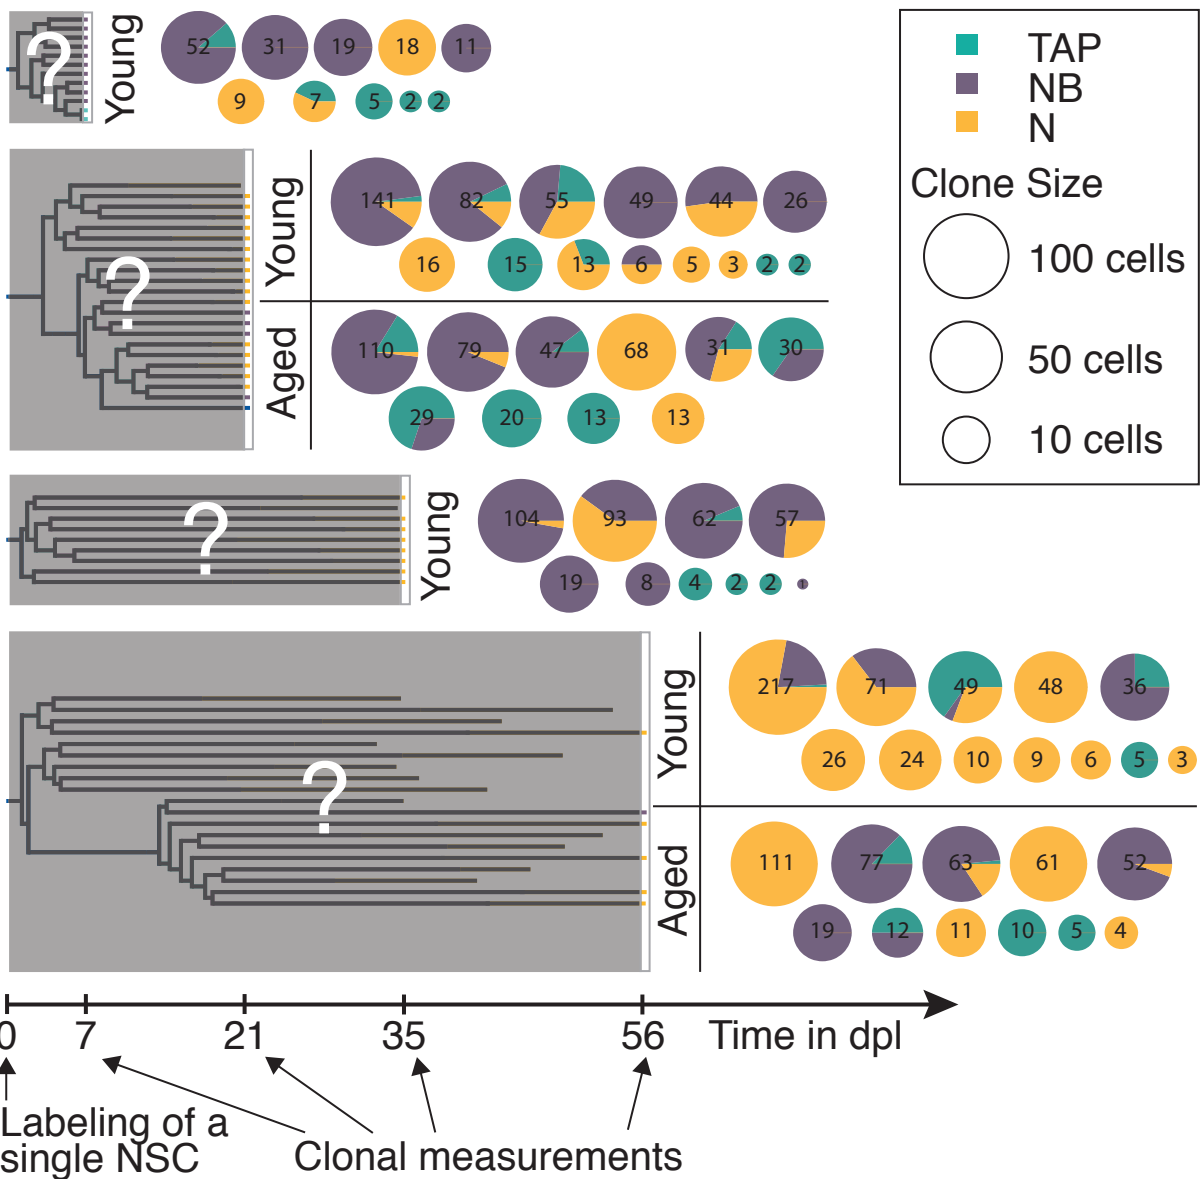 ?
Young
52 31 19 18 11
9 7 5 2 2
TAP
NB
N
Clone Size
100 cells
50 cells
10 cells
?
Young
141 82 55 49 44 26
16 15 13 6 5 3 2 2
Aged
110 79 47 68 31 30
29 20 13 13
?
Young
104 93 62 57
19 8 4 2 2 1
?
Young
217 71 49 48 36
26 24 10 9 6 5 3
Aged
111 77 63 61 52
19 12 11 10 5 4
0 7 21 35 56 Time in dpl
Labeling of a
single NSC
Clonal measurements